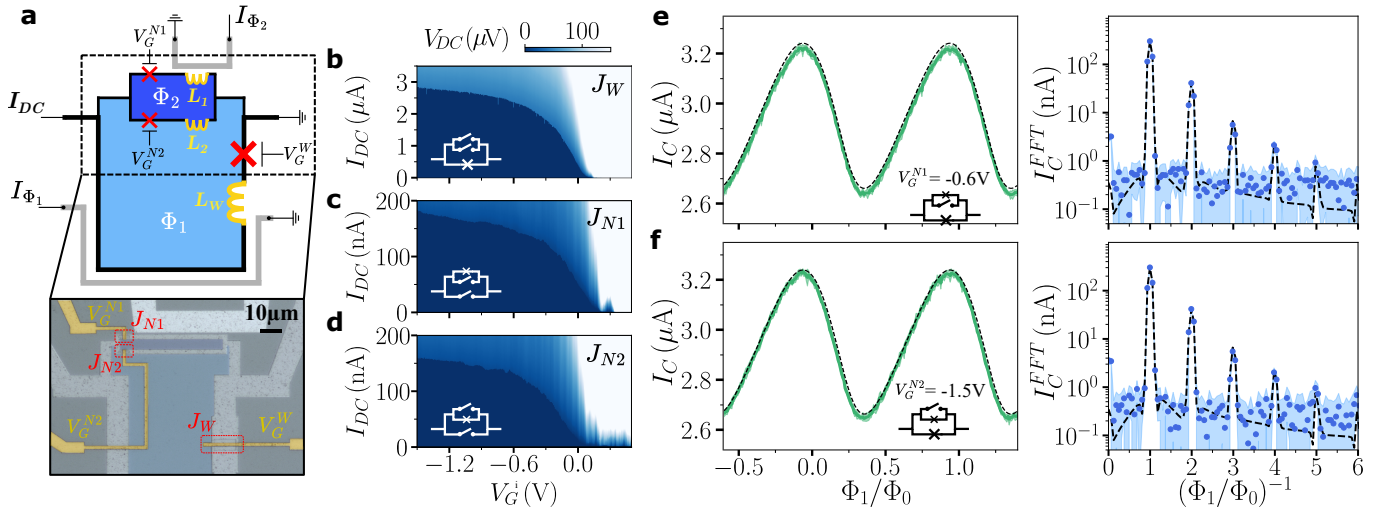 a
I_DC
I_Φ1
V_G^N1
I_Φ2
Φ2
L_1
L_2
V_G^N2
V_G^W
L_W
Φ1
V_G^N1
J_N1
10μm
J_N2
V_G^N2
J_W
V_G^W
V_DC (μV)
0 100
b
J_W
I_DC (μA)
3
2
1
0
c
J_N1
I_DC (nA)
200
100
0
d
J_N2
I_DC (nA)
200
100
0
−1.2 −0.6 0.0
V_G^i (V)
e
I_C (μA)
3.4
3.2
3.0
2.8
2.6
V_G^N1 = -0.6V
I_C^FFT (nA)
10^2
10^1
10^0
10^−1
f
I_C (μA)
3.4
3.2
3.0
2.8
2.6
V_G^N2 = -1.5V
−0.5 0.0 0.5 1.0
Φ1/Φ0
I_C^FFT (nA)
10^2
10^1
10^0
10^−1
0 1 2 3 4 5 6
(Φ1/Φ0)^−1